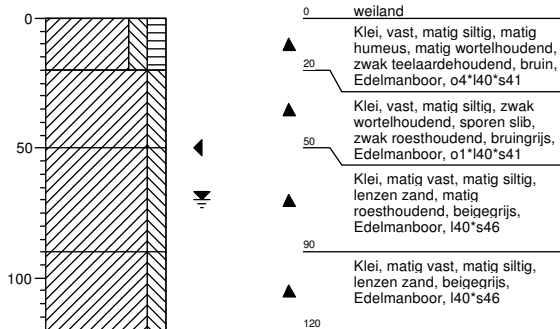 0
50
100
0 weiland
Klei, vast, matig siltig, matig
humeus, matig wortelhoudend,
zwak teelaardehoudend, bruin,
Edelmanboor, o4*l40*s41
20
Klei, vast, matig siltig, zwak
wortelhoudend, sporen slib,
zwak roesthoudend, bruingrijs,
Edelmanboor, o1*l40*s41
50
Klei, matig vast, matig siltig,
lenzen zand, matig
roesthoudend, beigegrijs,
Edelmanboor, l40*s46
90
Klei, matig vast, matig siltig,
lenzen zand, beigegrijs,
Edelmanboor, l40*s46
120